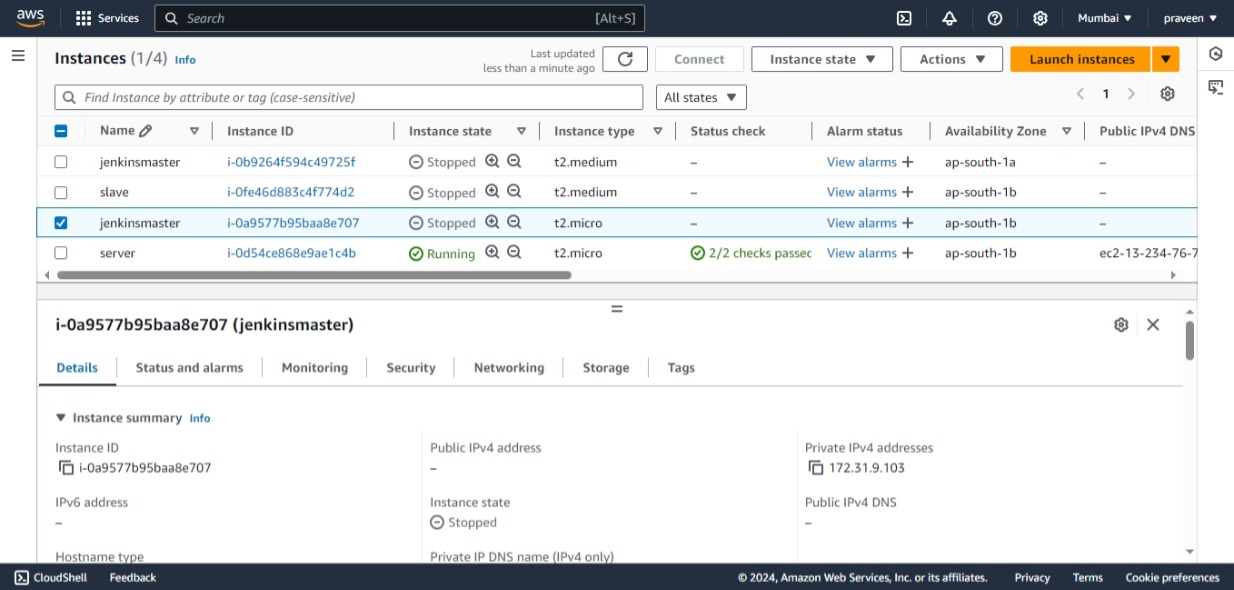 aws Services Search [Alt+S] Mumbai ▼ praveen ▼
Instances (1/4) Info Last updated less than a minute ago Connect Instance state ▼ Actions ▼ Launch instances ▼
Find Instance by attribute or tag (case-sensitive) All states ▼ < 1 >
Name Instance ID Instance state Instance type Status check Alarm status Availability Zone Public IPv4 DNS
jenkinsmaster i-0b9264f594c49725f Stopped t2.medium – View alarms + ap-south-1a –
slave i-0fe46d883c4f774d2 Stopped t2.medium – View alarms + ap-south-1b –
jenkinsmaster i-0a9577b95baa8e707 Stopped t2.micro – View alarms + ap-south-1b –
server i-0d54ce868e9ae1c4b Running t2.micro 2/2 checks passec View alarms + ap-south-1b ec2-13-234-76-7
i-0a9577b95baa8e707 (jenkinsmaster)
Details Status and alarms Monitoring Security Networking Storage Tags
▼ Instance summary Info
Instance ID Public IPv4 address Private IPv4 addresses
i-0a9577b95baa8e707 – 172.31.9.103
IPv6 address Instance state Public IPv4 DNS
– Stopped –
Hostname type Private IP DNS name (IPv4 only)
CloudShell Feedback © 2024, Amazon Web Services, Inc. or its affiliates. Privacy Terms Cookie preferences